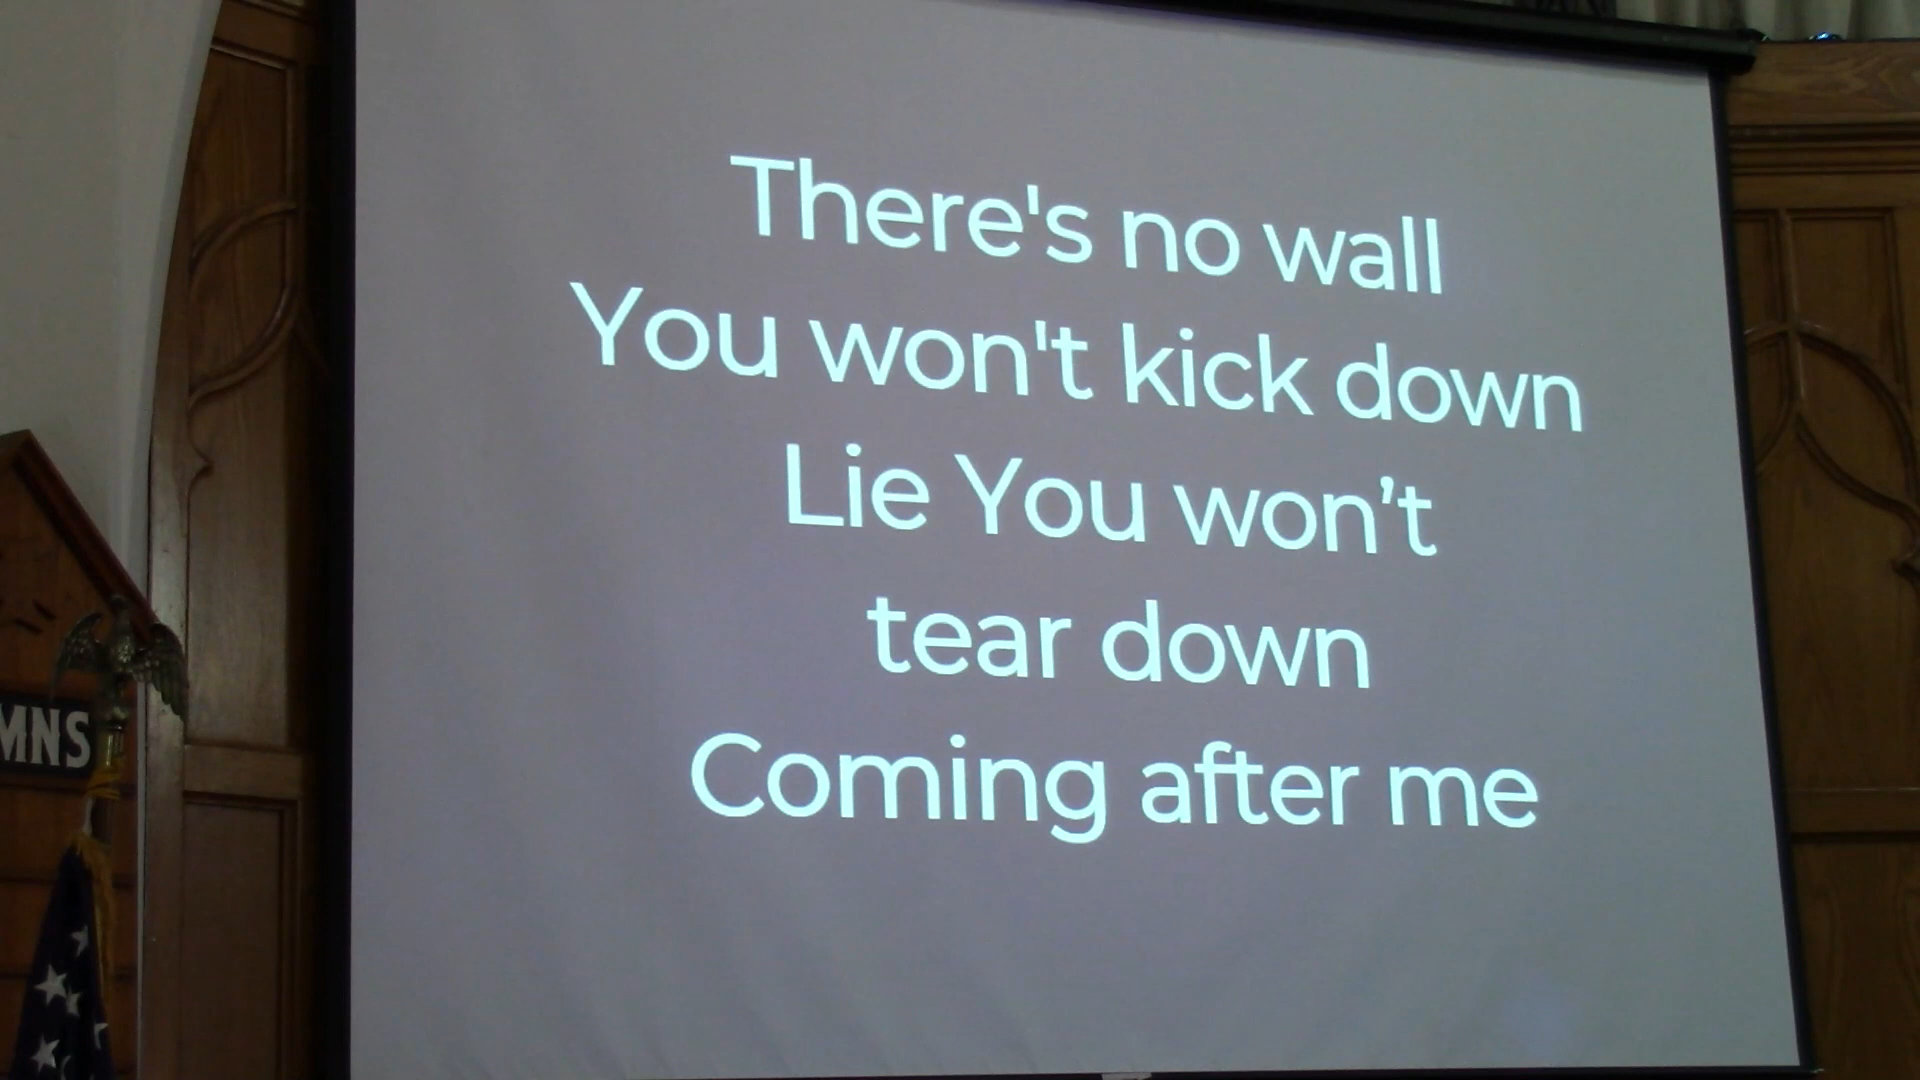 There's no wall
You won't kick down
Lie You won’t
tear down
Coming after me
MNS